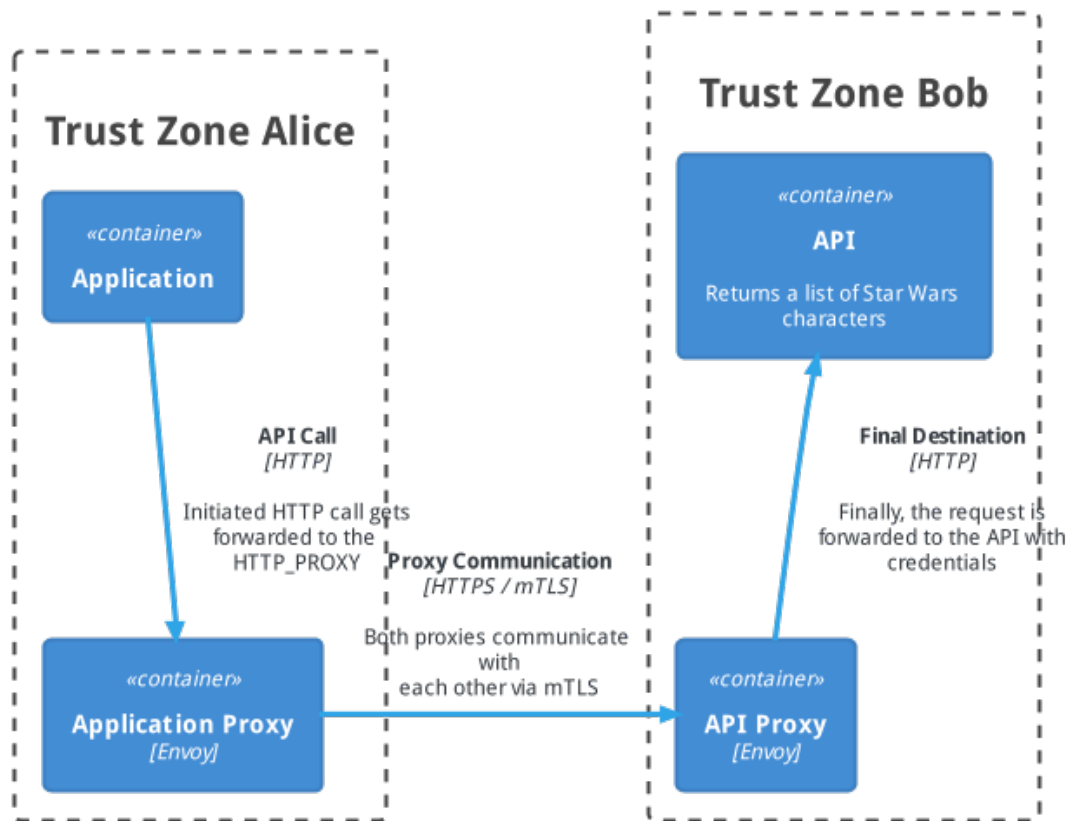 Trust Zone Alice
«container»
Application
API Call
[HTTP]
Initiated HTTP call gets
forwarded to the
HTTP_PROXY
«container»
Application Proxy
[Envoy]
Proxy Communication
[HTTPS / mTLS]
Both proxies communicate
with
each other via mTLS
Trust Zone Bob
«container»
API
Returns a list of Star Wars
characters
Final Destination
[HTTP]
Finally, the request is
forwarded to the API with
credentials
«container»
API Proxy
[Envoy]